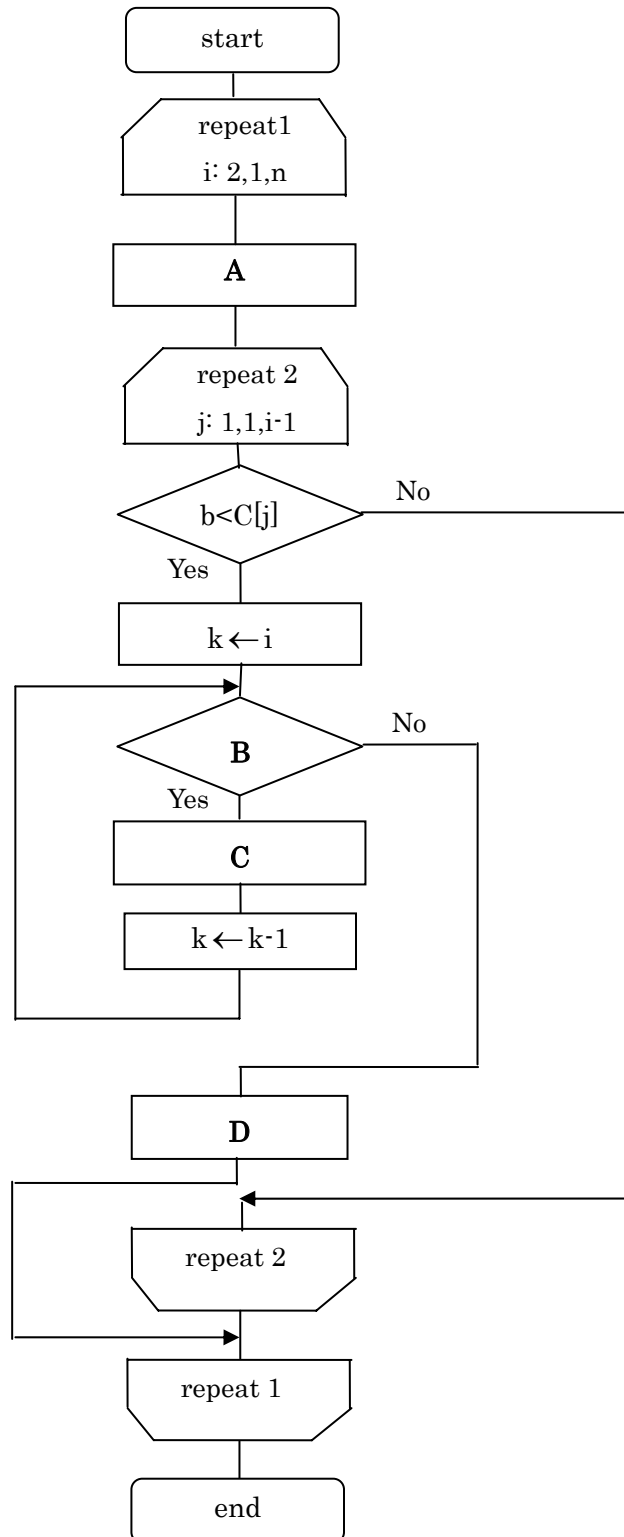 start
repeat1
i: 2,1,n
A
repeat 2
j: 1,1,i-1
b<C[j]
No
Yes
k←i
B
No
Yes
C
k←k-1
D
repeat 2
repeat 1
end